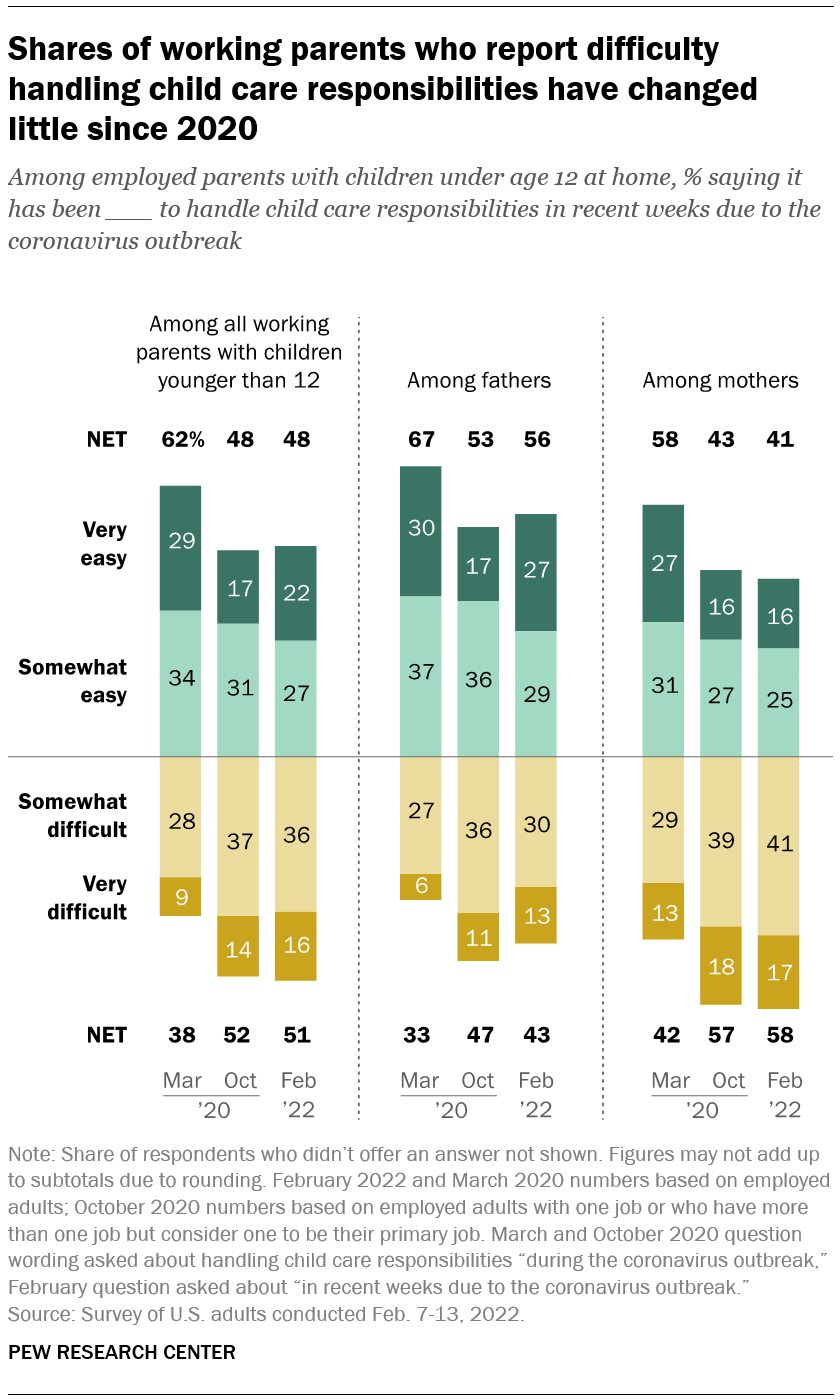 Shares of working parents who report difficulty
handling child care responsibilities have changed
little since 2020
Among employed parents with children under age 12 at home, % saying it
has been ___ to handle child care responsibilities in recent weeks due to the
coronavirus outbreak
Among all working
parents with children
younger than 12
Among fathers
Among mothers
NET 62% 48 48 67 53 56 58 43 41
Very
easy
29 17 22 30 17 27 27 16 16
Somewhat
easy
34 31 27 37 36 29 31 27 25
Somewhat
difficult
28 37 36 27 36 30 29 39 41
Very
difficult
9 14 16 6 11 13 13 18 17
NET 38 52 51 33 47 43 42 57 58
Mar Oct Feb Mar Oct Feb Mar Oct Feb
’20 ’22 ’20 ’22 ’20 ’22
Note: Share of respondents who didn’t offer an answer not shown. Figures may not add up
to subtotals due to rounding. February 2022 and March 2020 numbers based on employed
adults; October 2020 numbers based on employed adults with one job or who have more
than one job but consider one to be their primary job. March and October 2020 question
wording asked about handling child care responsibilities “during the coronavirus outbreak,”
February question asked about “in recent weeks due to the coronavirus outbreak.”
Source: Survey of U.S. adults conducted Feb. 7-13, 2022.
PEW RESEARCH CENTER